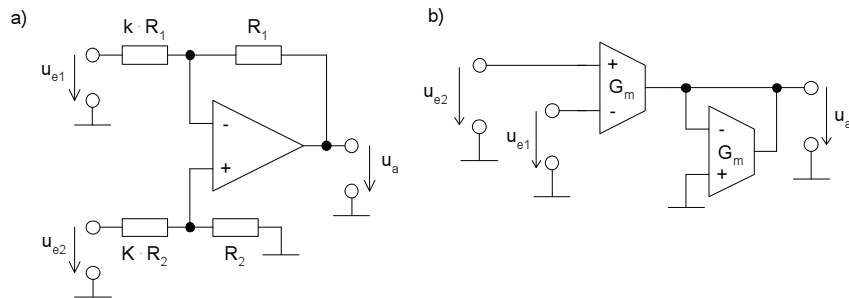 a)
k · R₁
R₁
uₑ₁
-
+
uₐ
uₑ₂
K · R₂
R₂
b)
+
Gₘ
-
uₑ₂
uₑ₁
-
Gₘ
+
uₐ